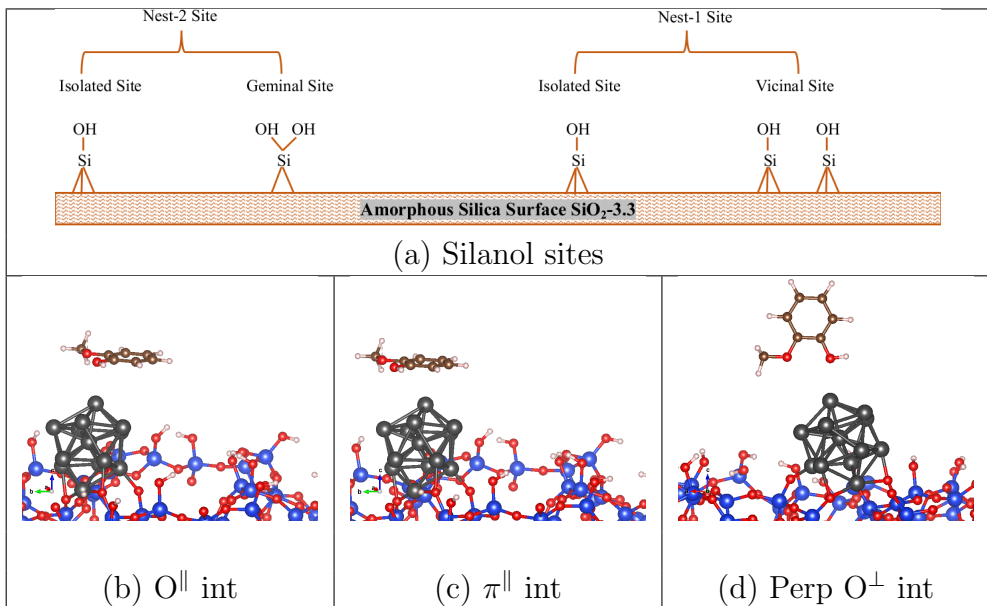 Nest-2 Site Nest-1 Site
Isolated Site Geminal Site Isolated Site Vicinal Site
OH OH OH OH OH OH
Si Si Si Si Si
Amorphous Silica Surface SiO₂-3.3
(a) Silanol sites
(b) O∥ int (c) π∥ int (d) Perp O⊥ int